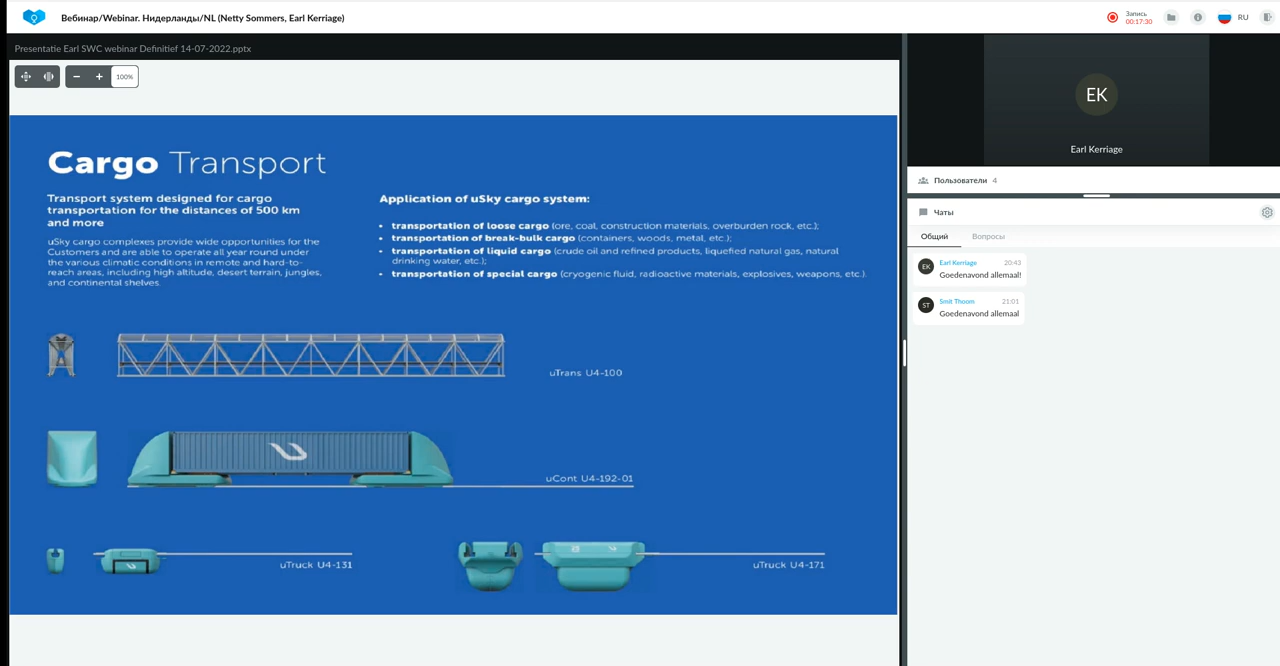 Вебинар/Webinar. Нидерланды/NL (Netty Sommers, Earl Kerriage)
Запись
00:17:30
RU
Presentatie Earl SWC webinar Definitief 14-07-2022.pptx
100%
Cargo Transport
Transport system designed for cargo
transportation for the distances of 500 km
and more
uSky cargo complexes provide wide opportunities for the
Customers and are able to operate all year round under
the various climatic conditions in remote and hard-to-
reach areas, including high altitude, desert terrain, jungles,
and continental shelves.
Application of uSky cargo system:
• transportation of loose cargo (ore, coal, construction materials, overburden rock, etc.);
• transportation of break-bulk cargo (containers, woods, metal, etc.);
• transportation of liquid cargo (crude oil and refined products, liquefied natural gas, natural
drinking water, etc.);
• transportation of special cargo (cryogenic fluid, radioactive materials, explosives, weapons, etc.).
uTrans U4-100
uCont U4-192-01
uTruck U4-131
uTruck U4-171
EK
Earl Kerriage
Пользователи 4
Чаты
Общий
Вопросы
EK
Earl Kerriage
20:43
Goedenavond allemaal!
ST
Smit Thoom
21:01
Goedenavond allemaal